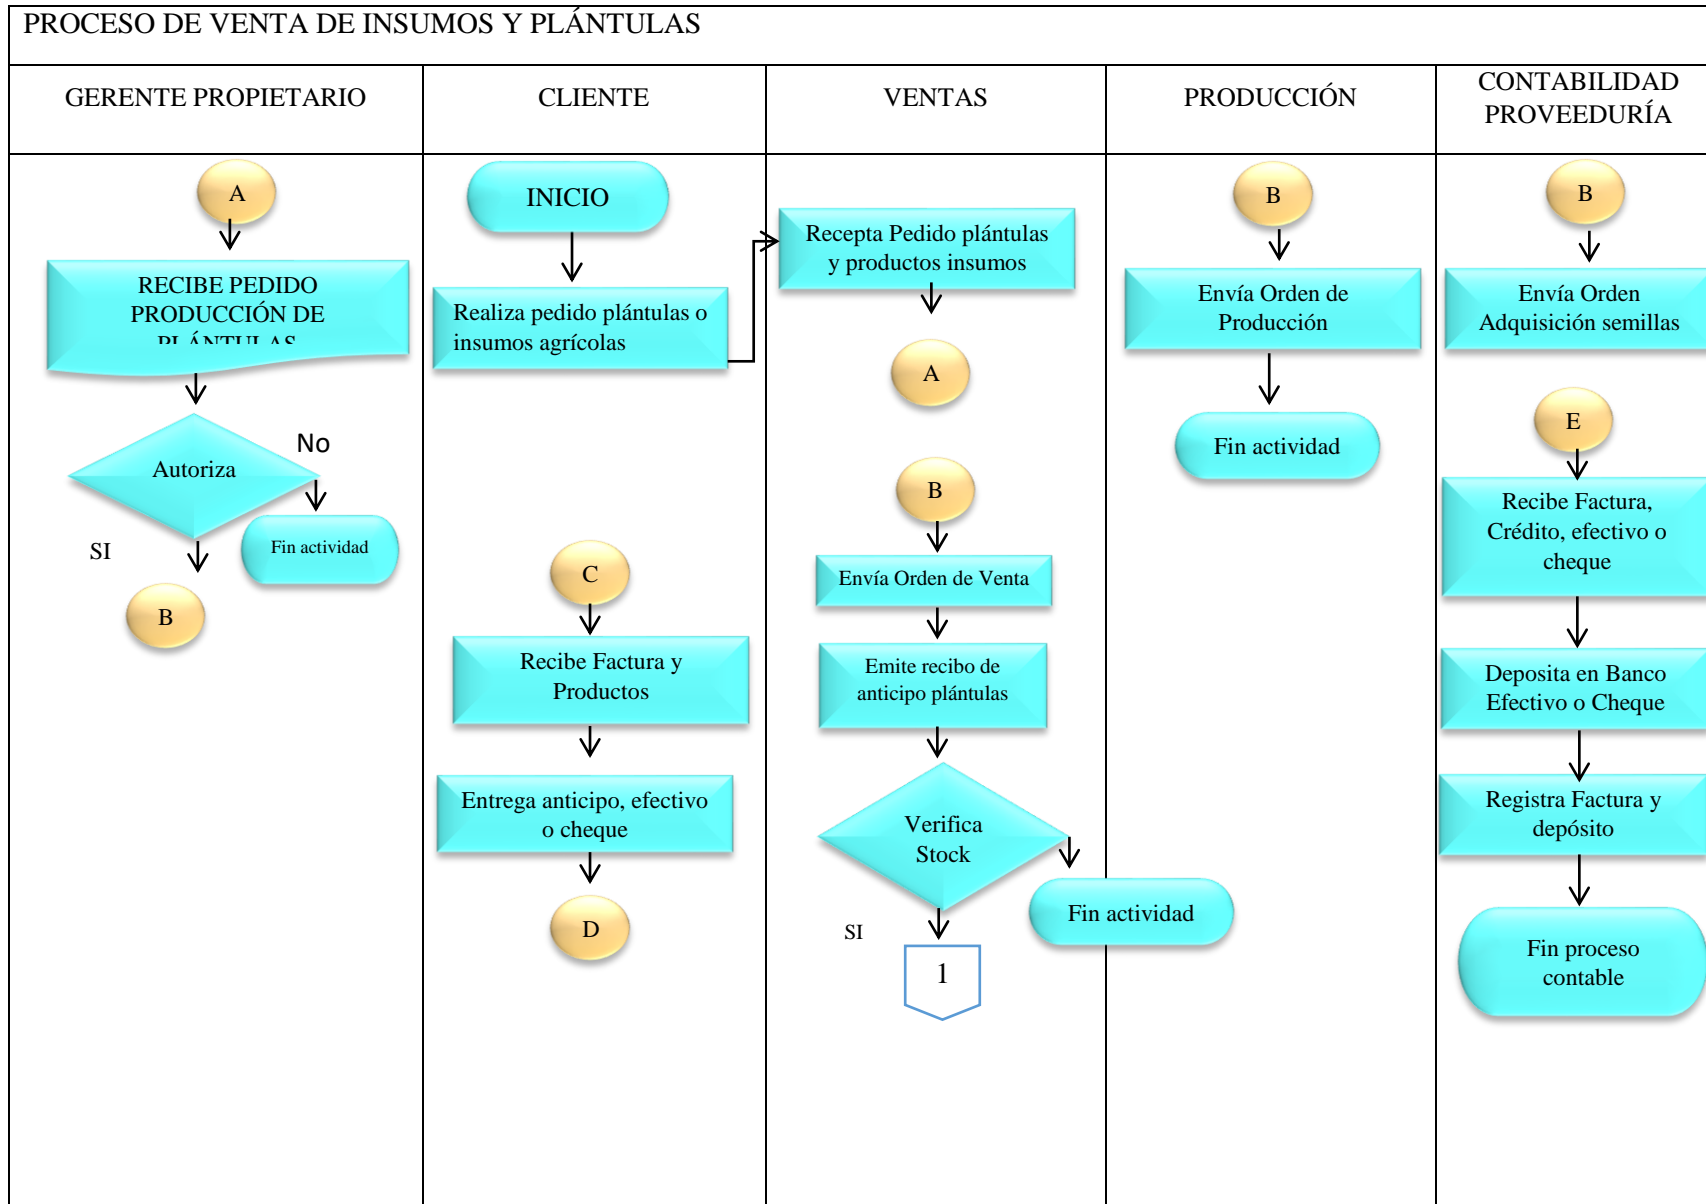 PROCESO DE VENTA DE INSUMOS Y PLÁNTULAS
GERENTE PROPIETARIO
CLIENTE
VENTAS
PRODUCCIÓN
CONTABILIDAD
PROVEEDURÍA
A
RECIBE PEDIDO
PRODUCCIÓN DE
PLÁNTULAS
Autoriza
No
Fin actividad
SI
B
INICIO
Realiza pedido plántulas o
insumos agrícolas
C
Recibe Factura y
Productos
Entrega anticipo, efectivo
o cheque
D
Recepta Pedido plántulas
y productos insumos
A
B
Envía Orden de Venta
Emite recibo de
anticipo plántulas
Verifica
Stock
Fin actividad
SI
1
B
Envía Orden de
Producción
Fin actividad
B
Envía Orden
Adquisición semillas
E
Recibe Factura,
Crédito, efectivo o
cheque
Deposita en Banco
Efectivo o Cheque
Registra Factura y
depósito
Fin proceso
contable